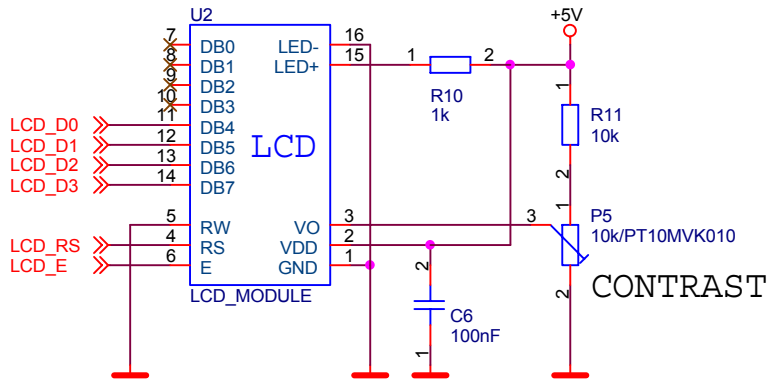 U2
+5V
7 DB0 LED- 16
8 DB1 LED+ 15 1 2
9 DB2
10 DB3
R10
1k
1
R11
10k
2
LCD_D0 11 DB4
LCD_D1 12 DB5
LCD_D2 13 DB6
LCD_D3 14 DB7
LCD
5 RW VO 3 3
LCD_RS 4 RS VDD 2
LCD_E 6 E GND 1
LCD_MODULE
1
P5
10k/PT10MVK010
2
CONTRAST
2
C6
100nF
1